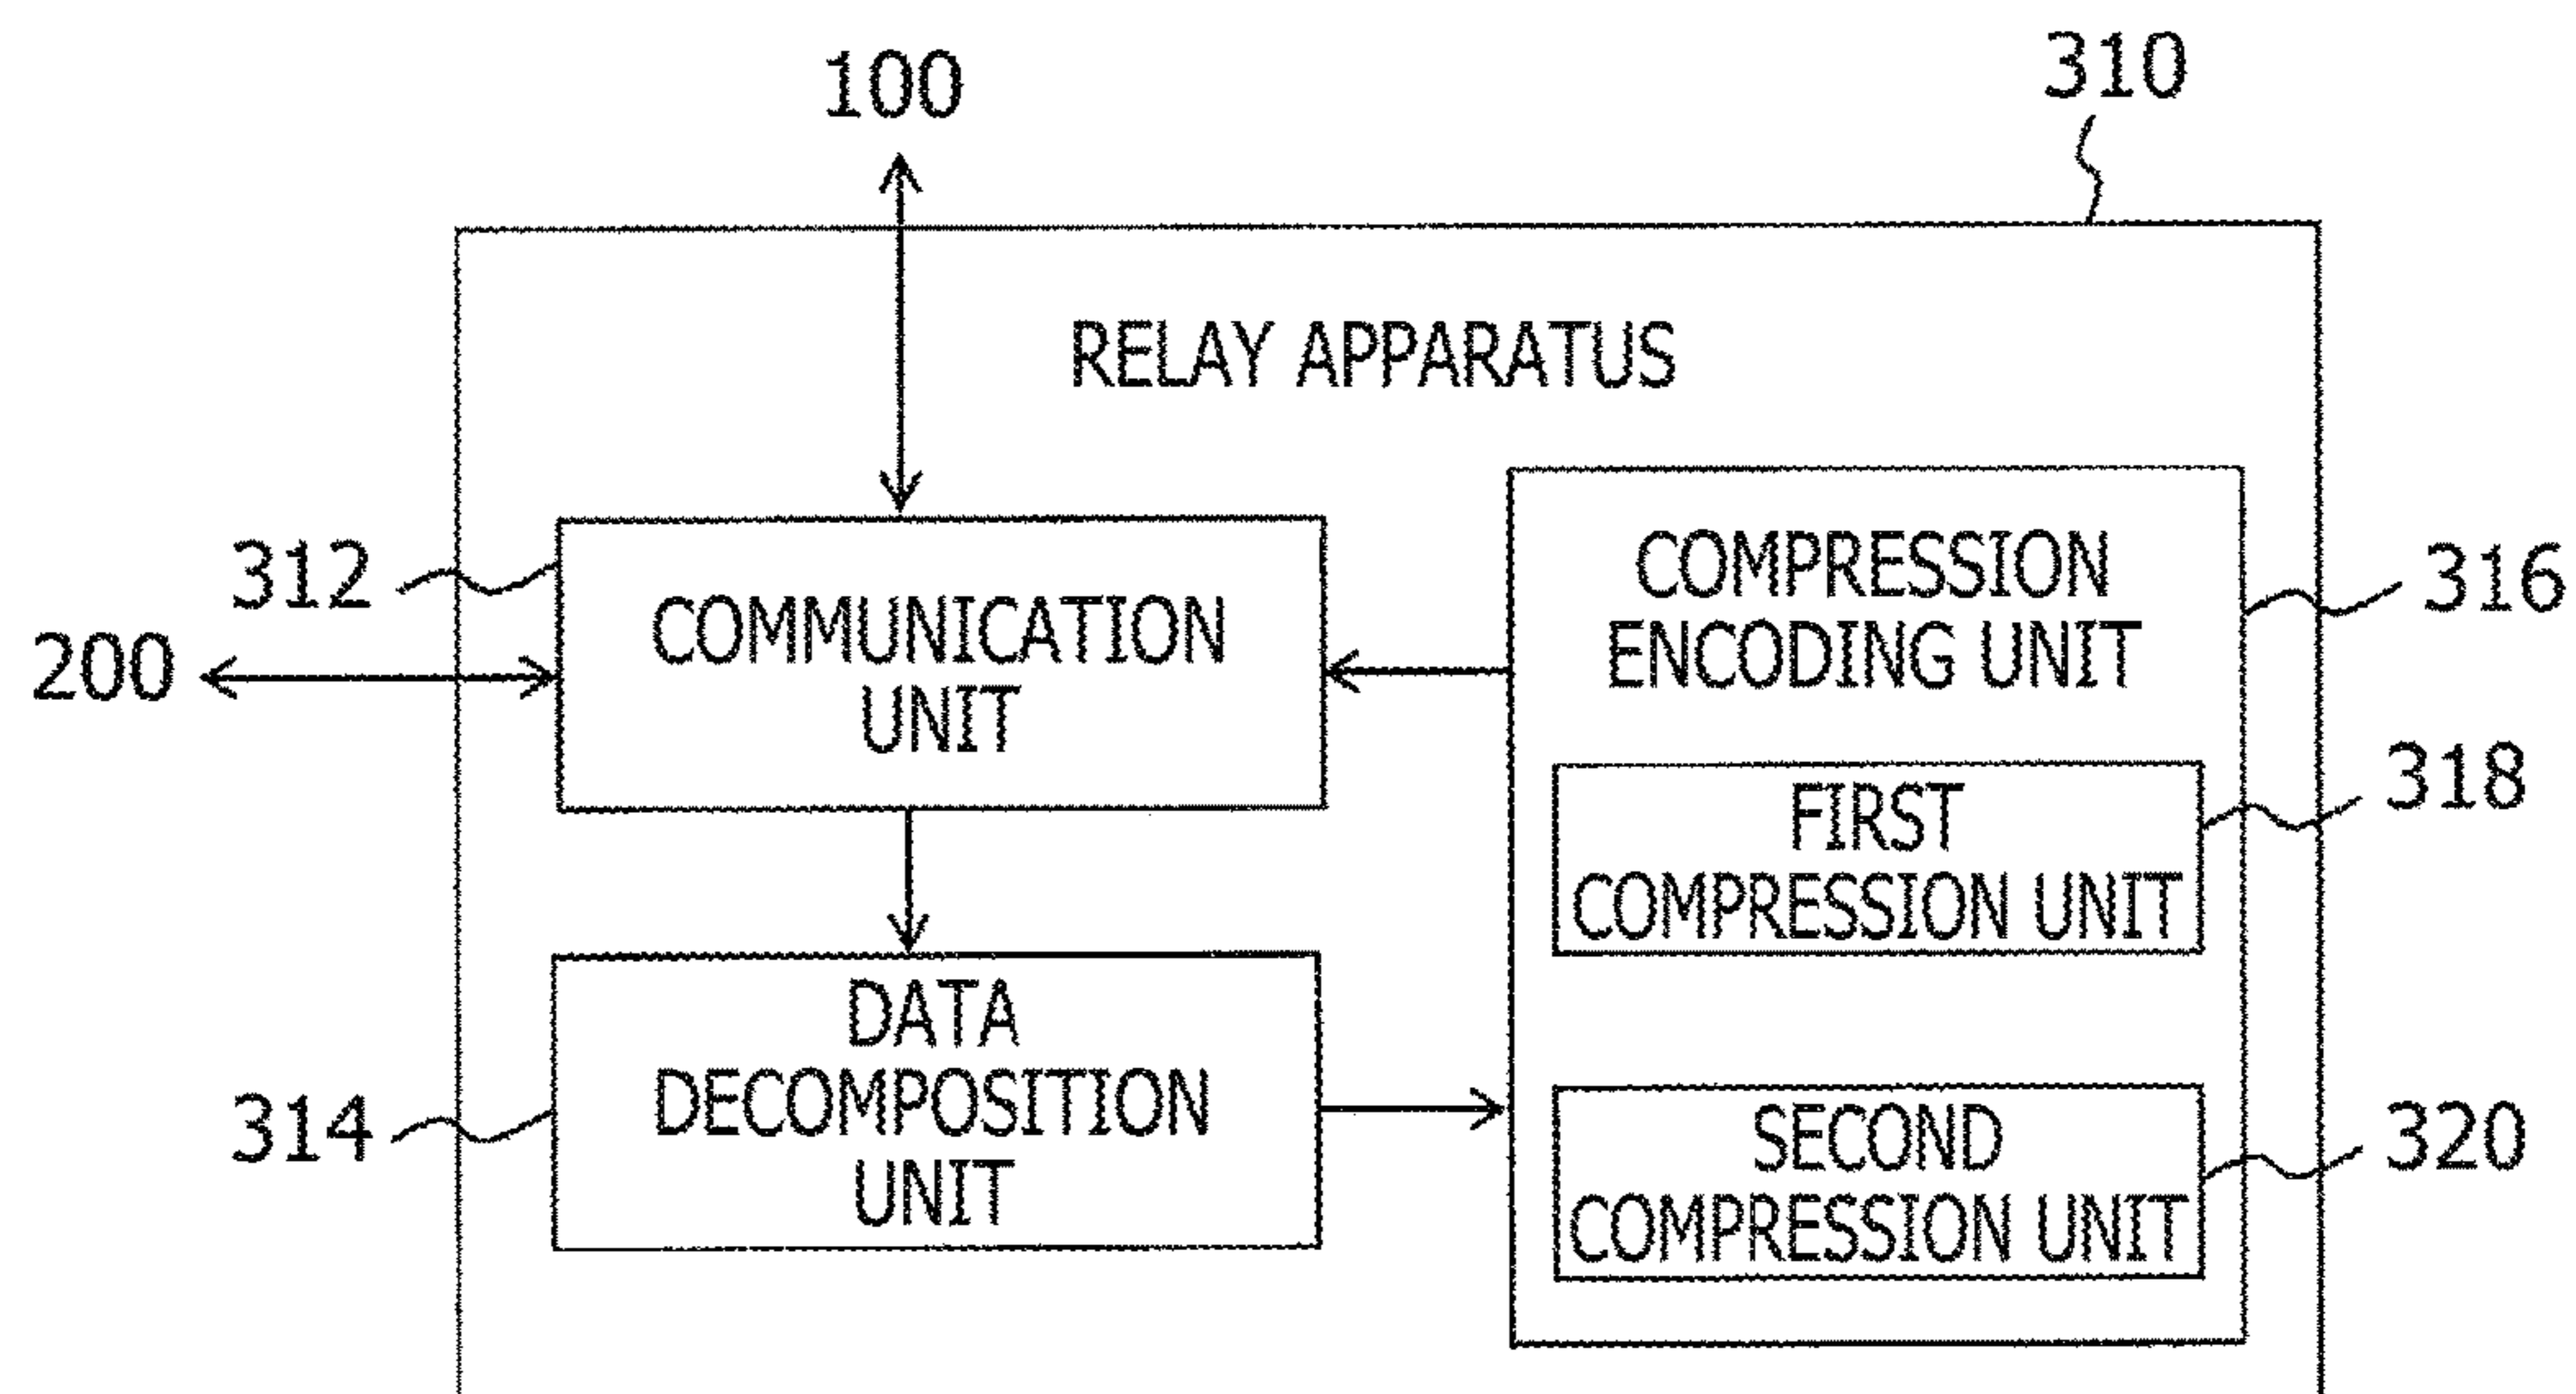 310
100
RELAY APPARATUS
312
COMMUNICATION
UNIT
200
COMPRESSION
ENCODING UNIT
316
FIRST
COMPRESSION UNIT
318
314
DATA
DECOMPOSITION
UNIT
SECOND
COMPRESSION UNIT
320